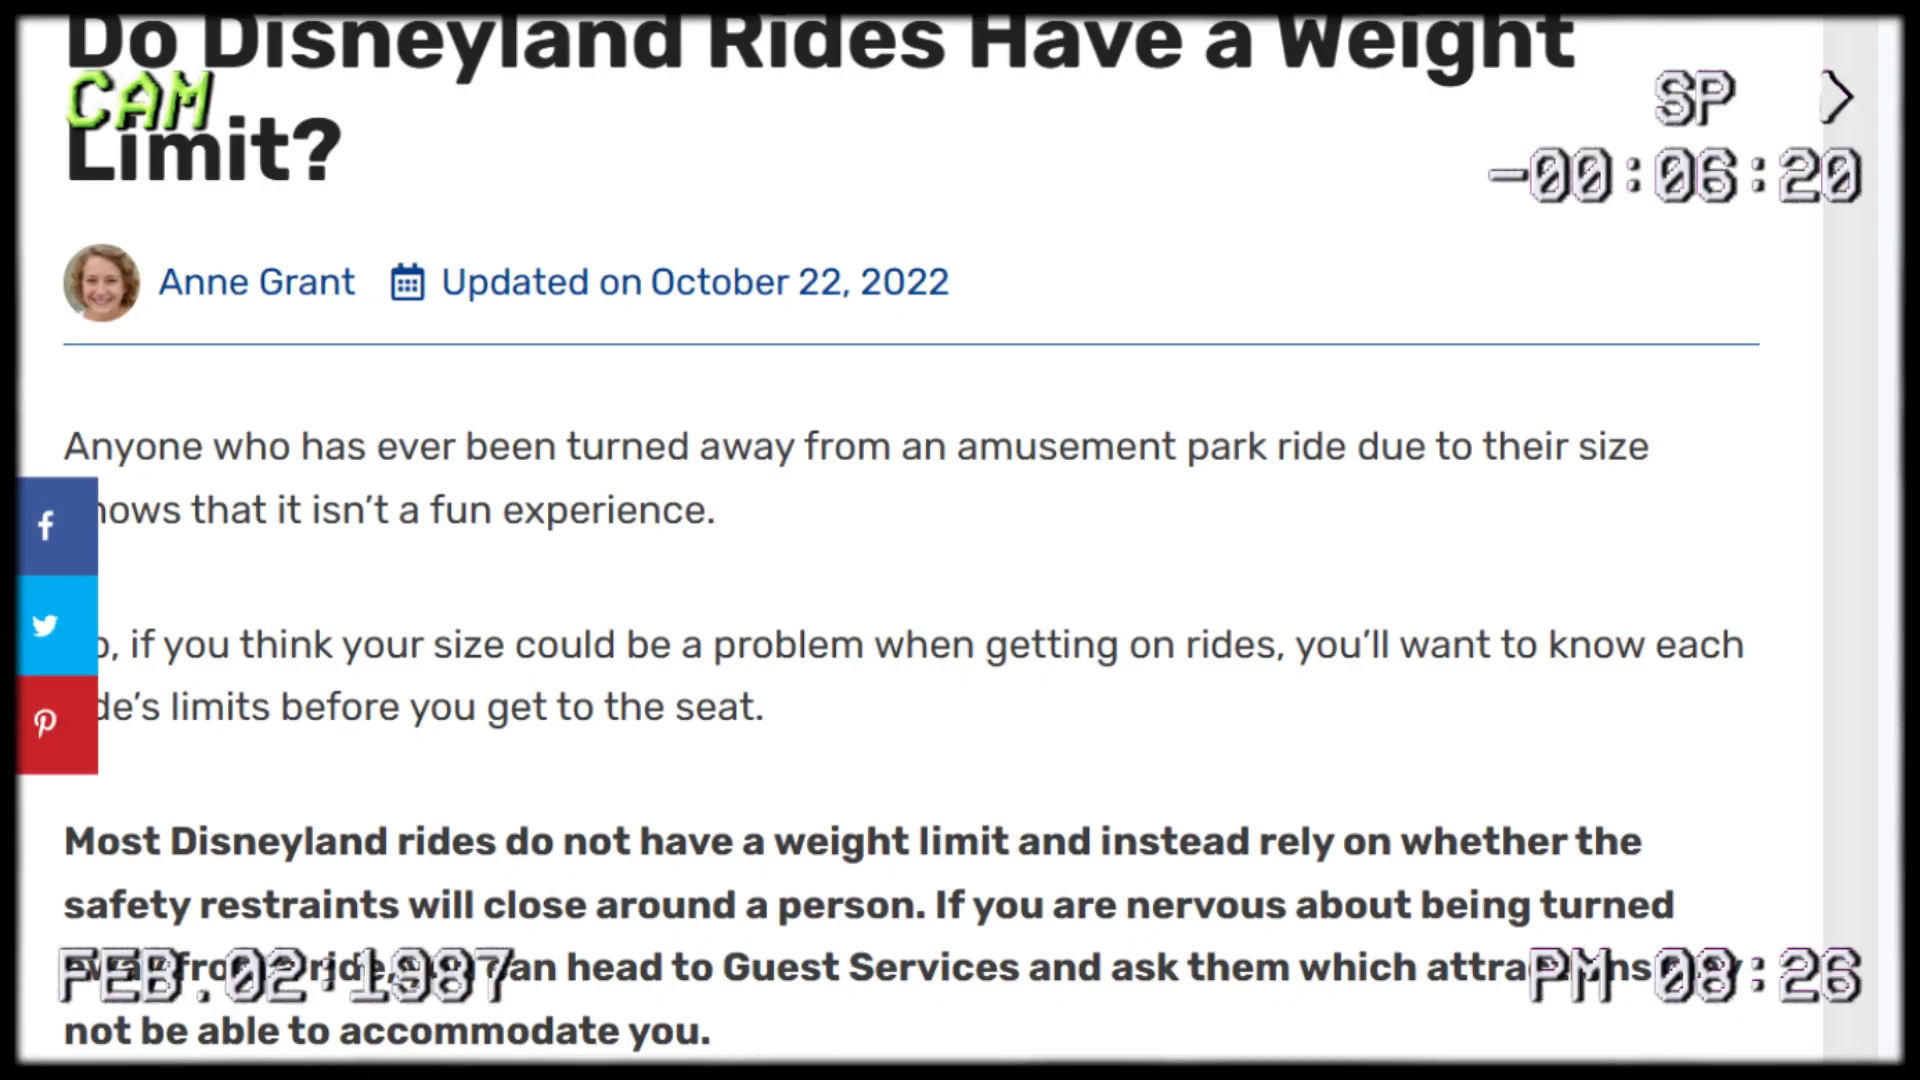 Do Disneyland Rides Have a Weight
CAM
SP
Limit?
-00:06:20
Anne Grant Updated on October 22, 2022
Anyone who has ever been turned away from an amusement park ride due to their size
nows that it isn't a fun experience.
o, if you think your size could be a problem when getting on rides, you'll want to know each
de's limits before you get to the seat.
Most Disneyland rides do not have a weight limit and instead rely on whether the
safety restraints will close around a person. If you are nervous about being turned
ride, can head to Guest Services and ask them which
FEB.02.1987
PM 08:26
not be able to accommodate you.